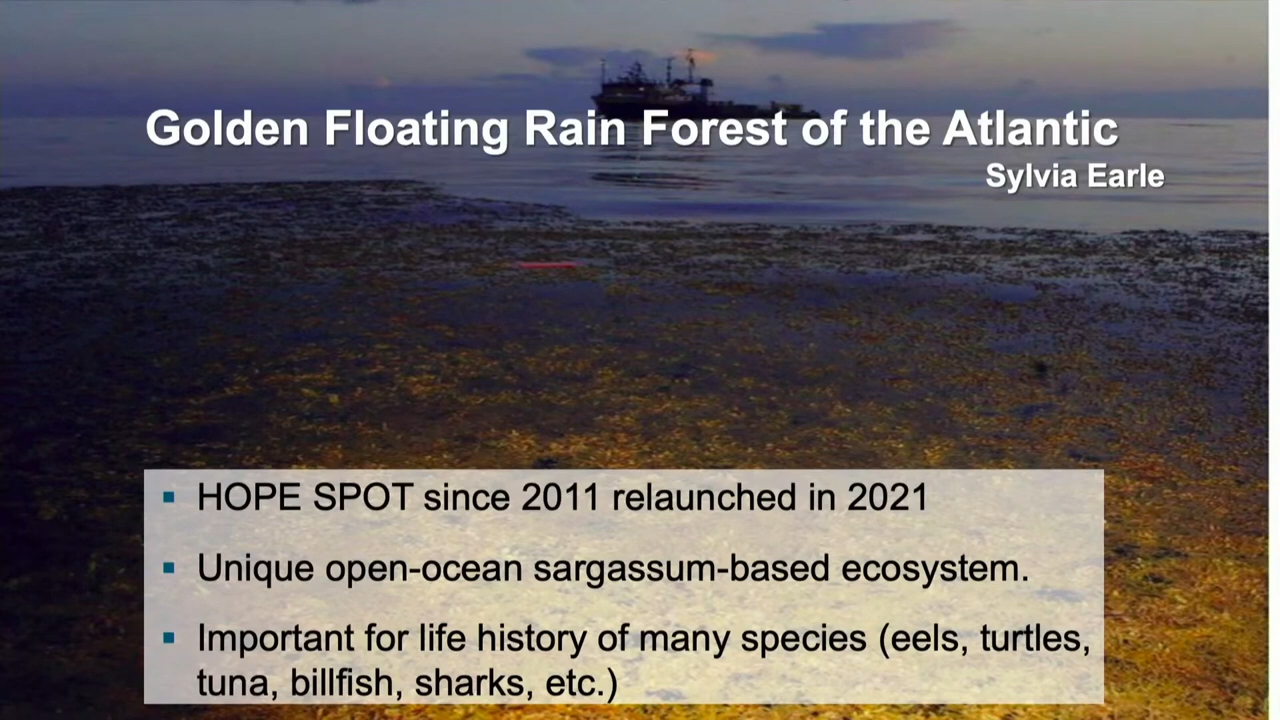 Golden Floating Rain Forest of the Atlantic
Sylvia Earle
▪ HOPE SPOT since 2011 relaunched in 2021
▪ Unique open-ocean sargassum-based ecosystem.
▪ Important for life history of many species (eels, turtles,
tuna, billfish, sharks, etc.)